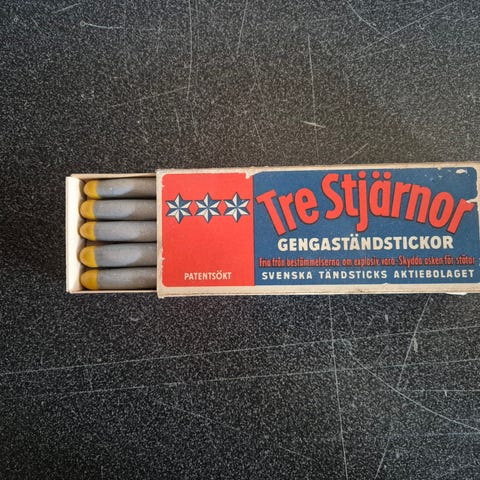 Tre Stjärnor
GENGASTÄNDSTICKOR
Fria från bestämmelserna om explosiv vara.-Skydda asken för stötar
SVENSKA TÄNDSTICKS AKTIEBOLAGET
PATENTSÖKT